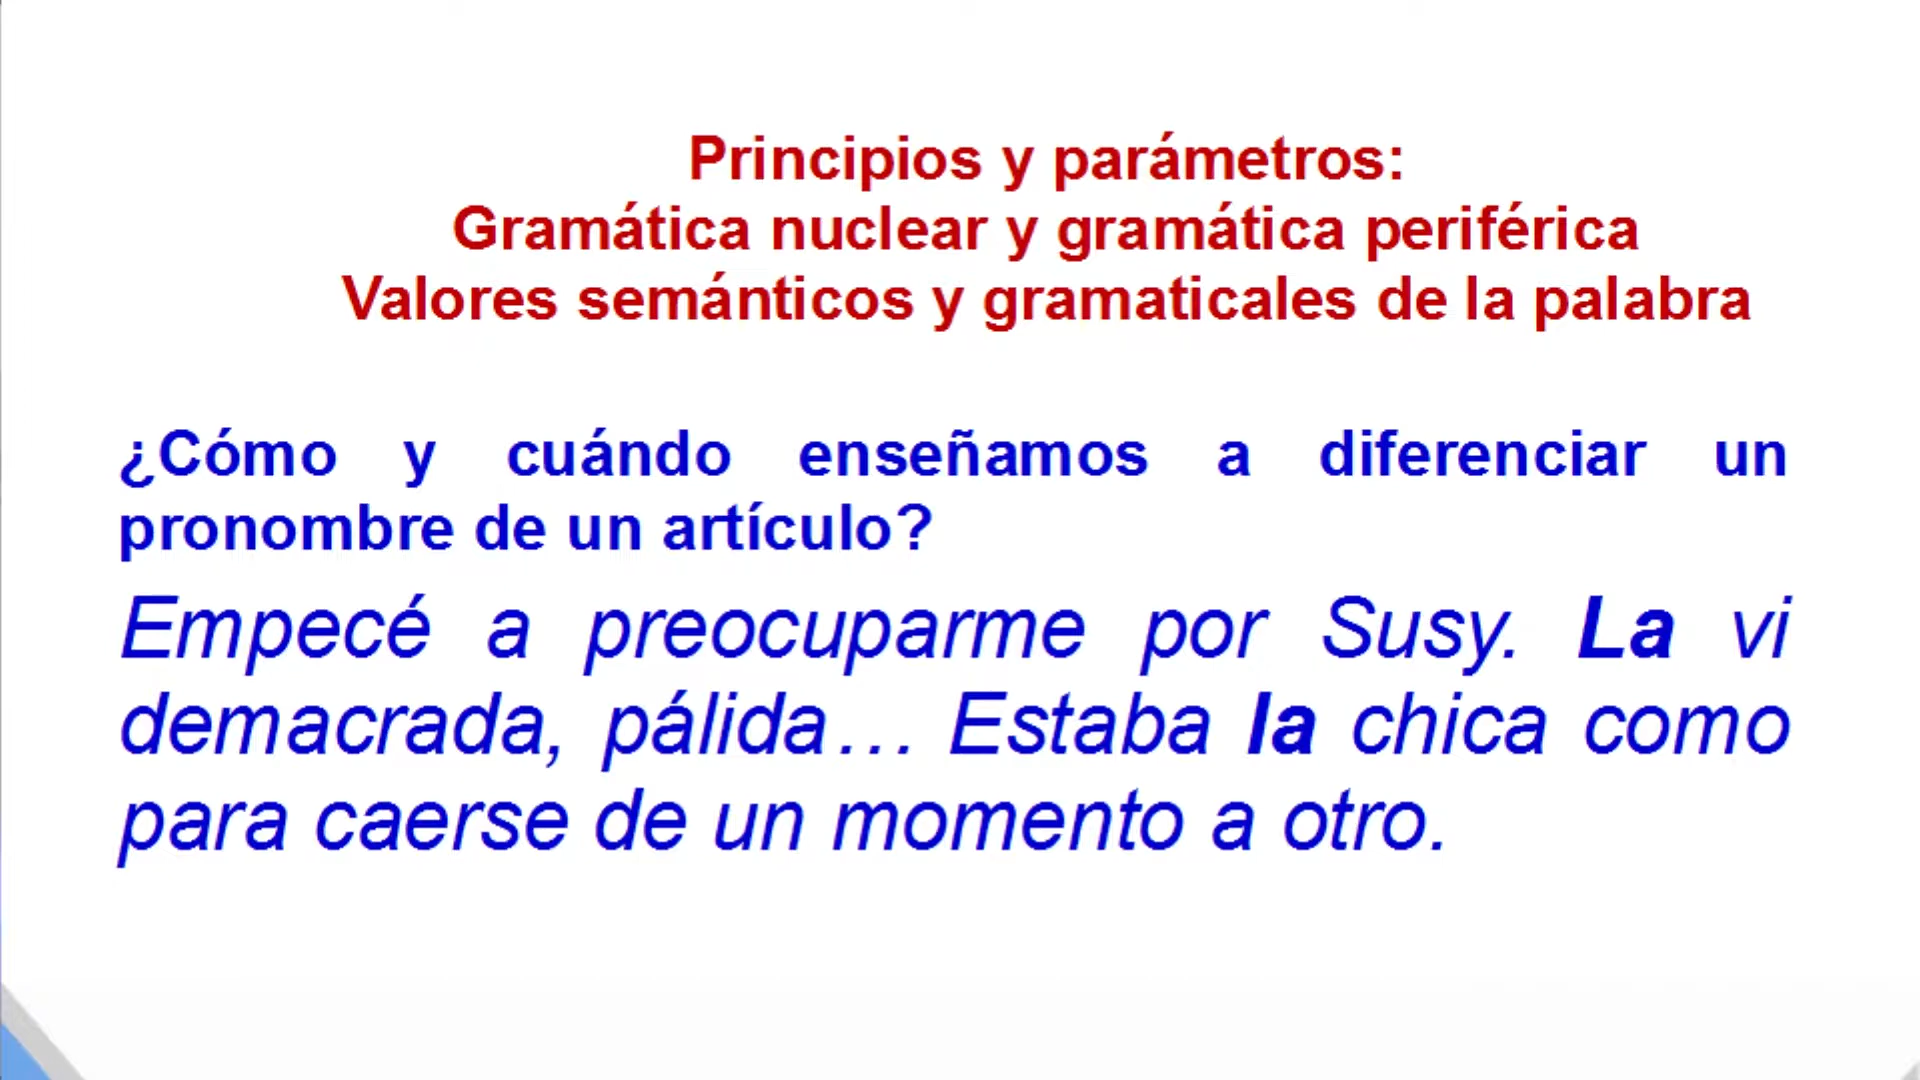 Principios y parámetros:
Gramática nuclear y gramática periférica
Valores semánticos y gramaticales de la palabra
¿Cómo y cuándo enseñamos a diferenciar un
pronombre de un artículo?
Empecé a preocuparme por Susy. La vi
demacrada, pálida… Estaba la chica como
para caerse de un momento a otro.